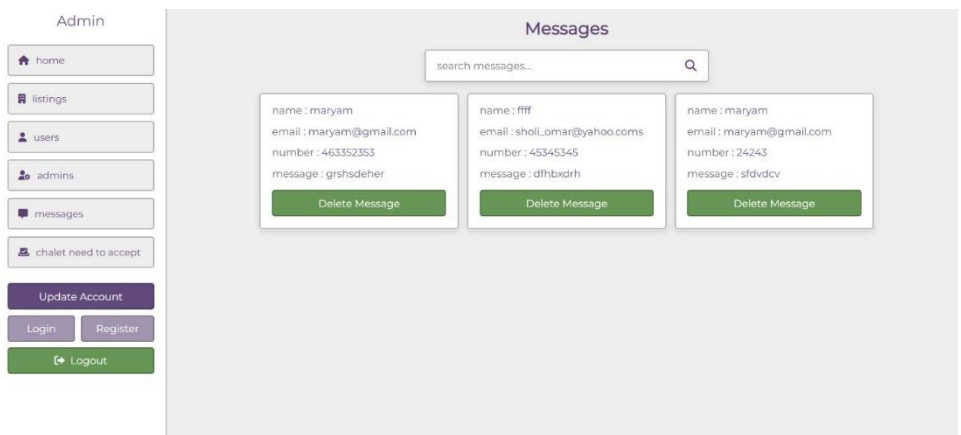 Admin
home
listings
users
admins
messages
chalet need to accept
Update Account
Login
Register
Logout
Messages
search messages...
name : maryam
email : maryam@gmail.com
number : 463352353
message : grshsdeher
Delete Message
name : ffff
email : sholi_omar@yahoo.coms
number : 45345345
message : dfhbxdrh
Delete Message
name : maryam
email : maryam@gmail.com
number : 24243
message : sfdvdcv
Delete Message